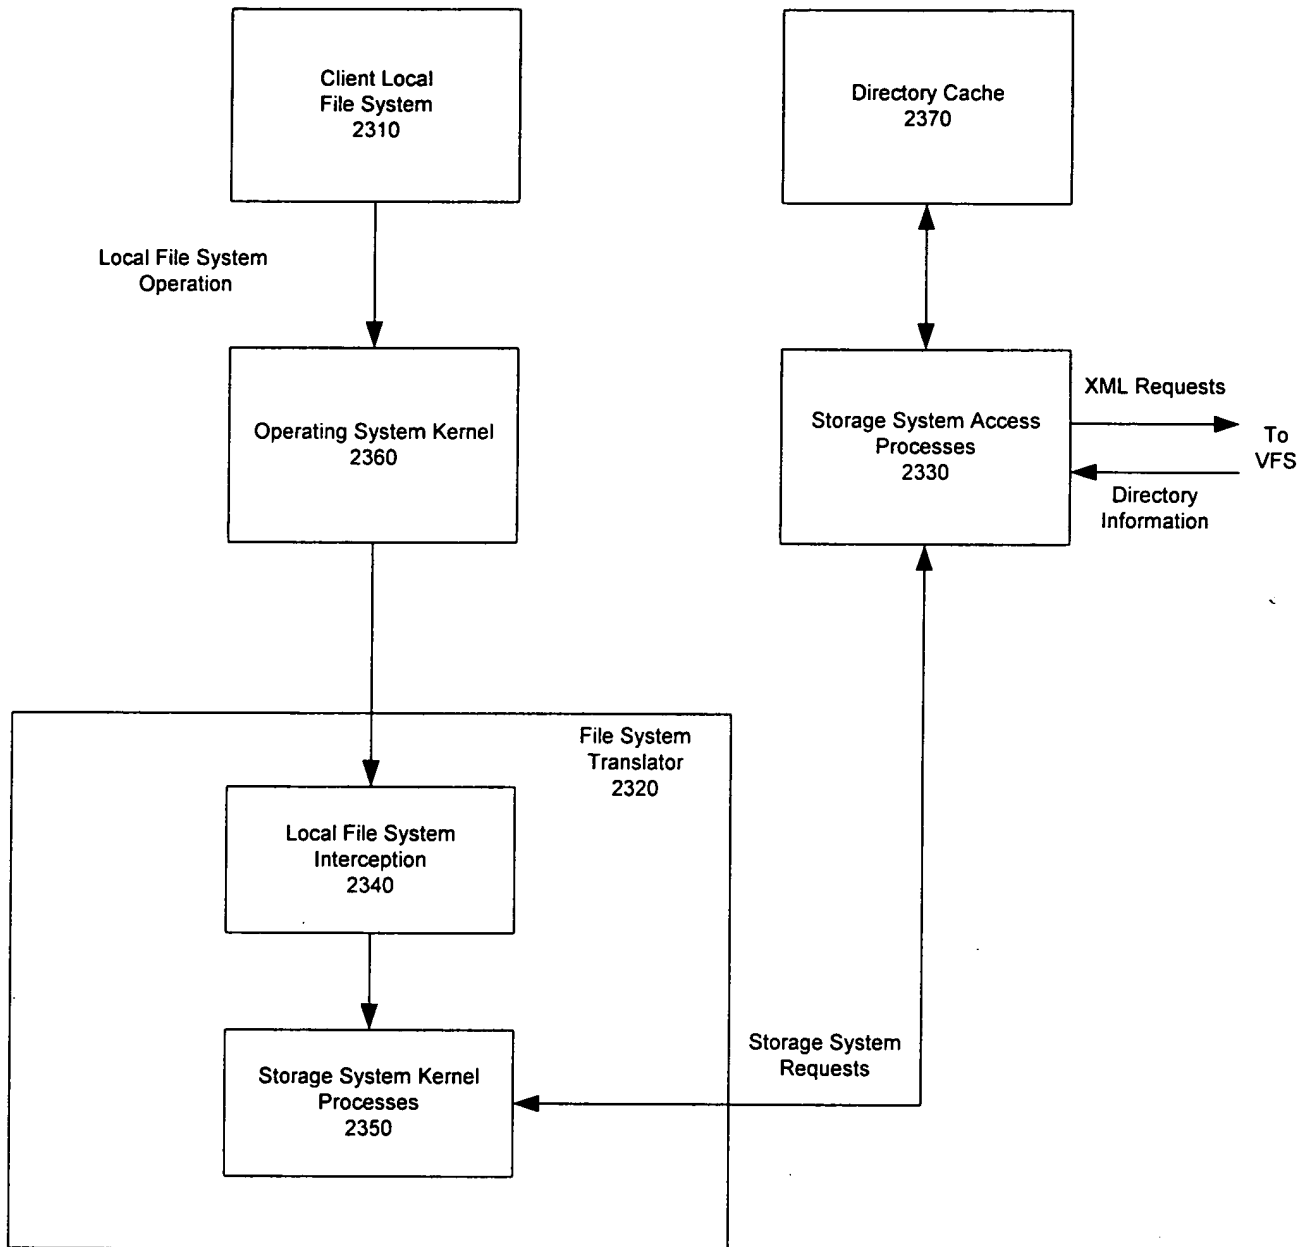 Client Local
File System
2310
Directory Cache
2370
Local File System
Operation
Operating System Kernel
2360
Storage System Access
Processes
2330
XML Requests
To
VFS
Directory
Information
File System
Translator
2320
Local File System
Interception
2340
Storage System Kernel
Processes
2350
Storage System
Requests